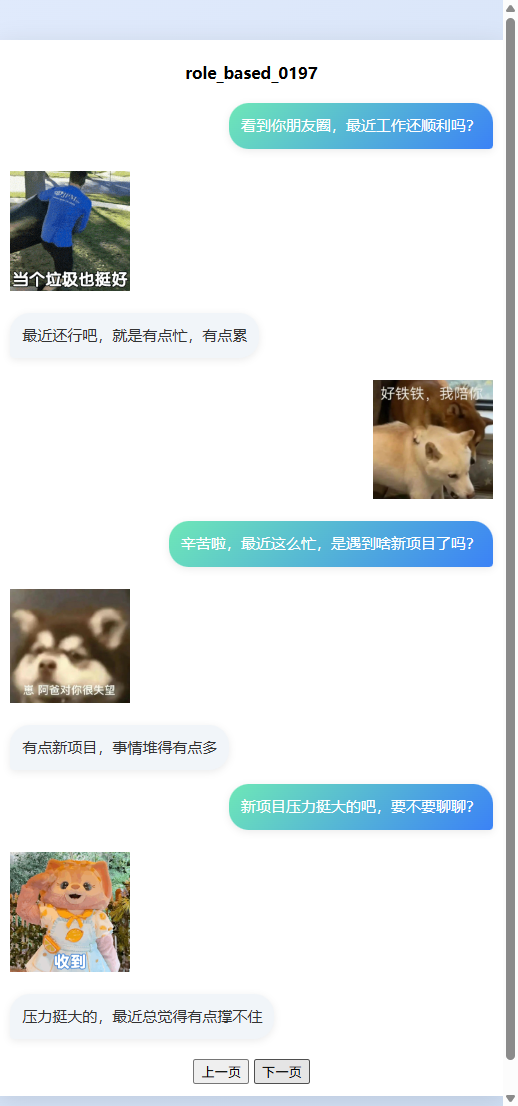 role_based_0197
看到你朋友圈，最近工作还顺利吗？
当个垃圾也挺好
最近还行吧，就是有点忙，有点累
好铁铁，我陪你
辛苦啦，最近这么忙，是遇到啥新项目了吗？
崽 阿爸对你很失望
有点新项目，事情堆得有点多
新项目压力挺大的吧，要不要聊聊？
收到
压力挺大的，最近总觉得有点撑不住
上一页 下一页